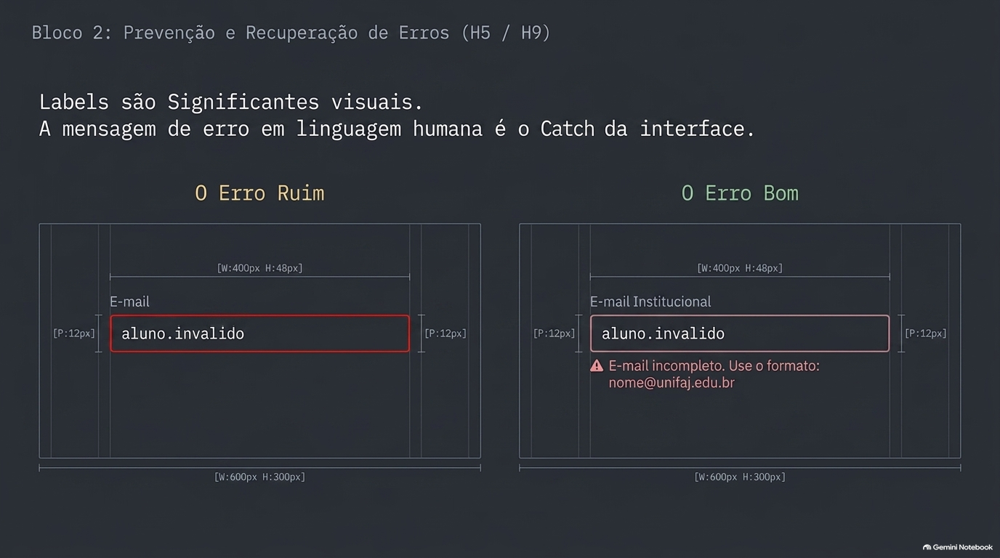 Bloco 2: Prevenção e Recuperação de Erros (H5 / H9)
Labels são Significantes visuais.
A mensagem de erro em linguagem humana é o Catch da interface.
O Erro Ruim
[W:400px H:48px]
E-mail
[P:12px]
aluno.invalido
[P:12px]
[W:600px H:300px]
O Erro Bom
[W:400px H:48px]
E-mail Institucional
[P:12px]
aluno.invalido
[P:12px]
E-mail incompleto. Use o formato:
nome@unifaj.edu.br
[W:600px H:300px]
Gemini Notebook